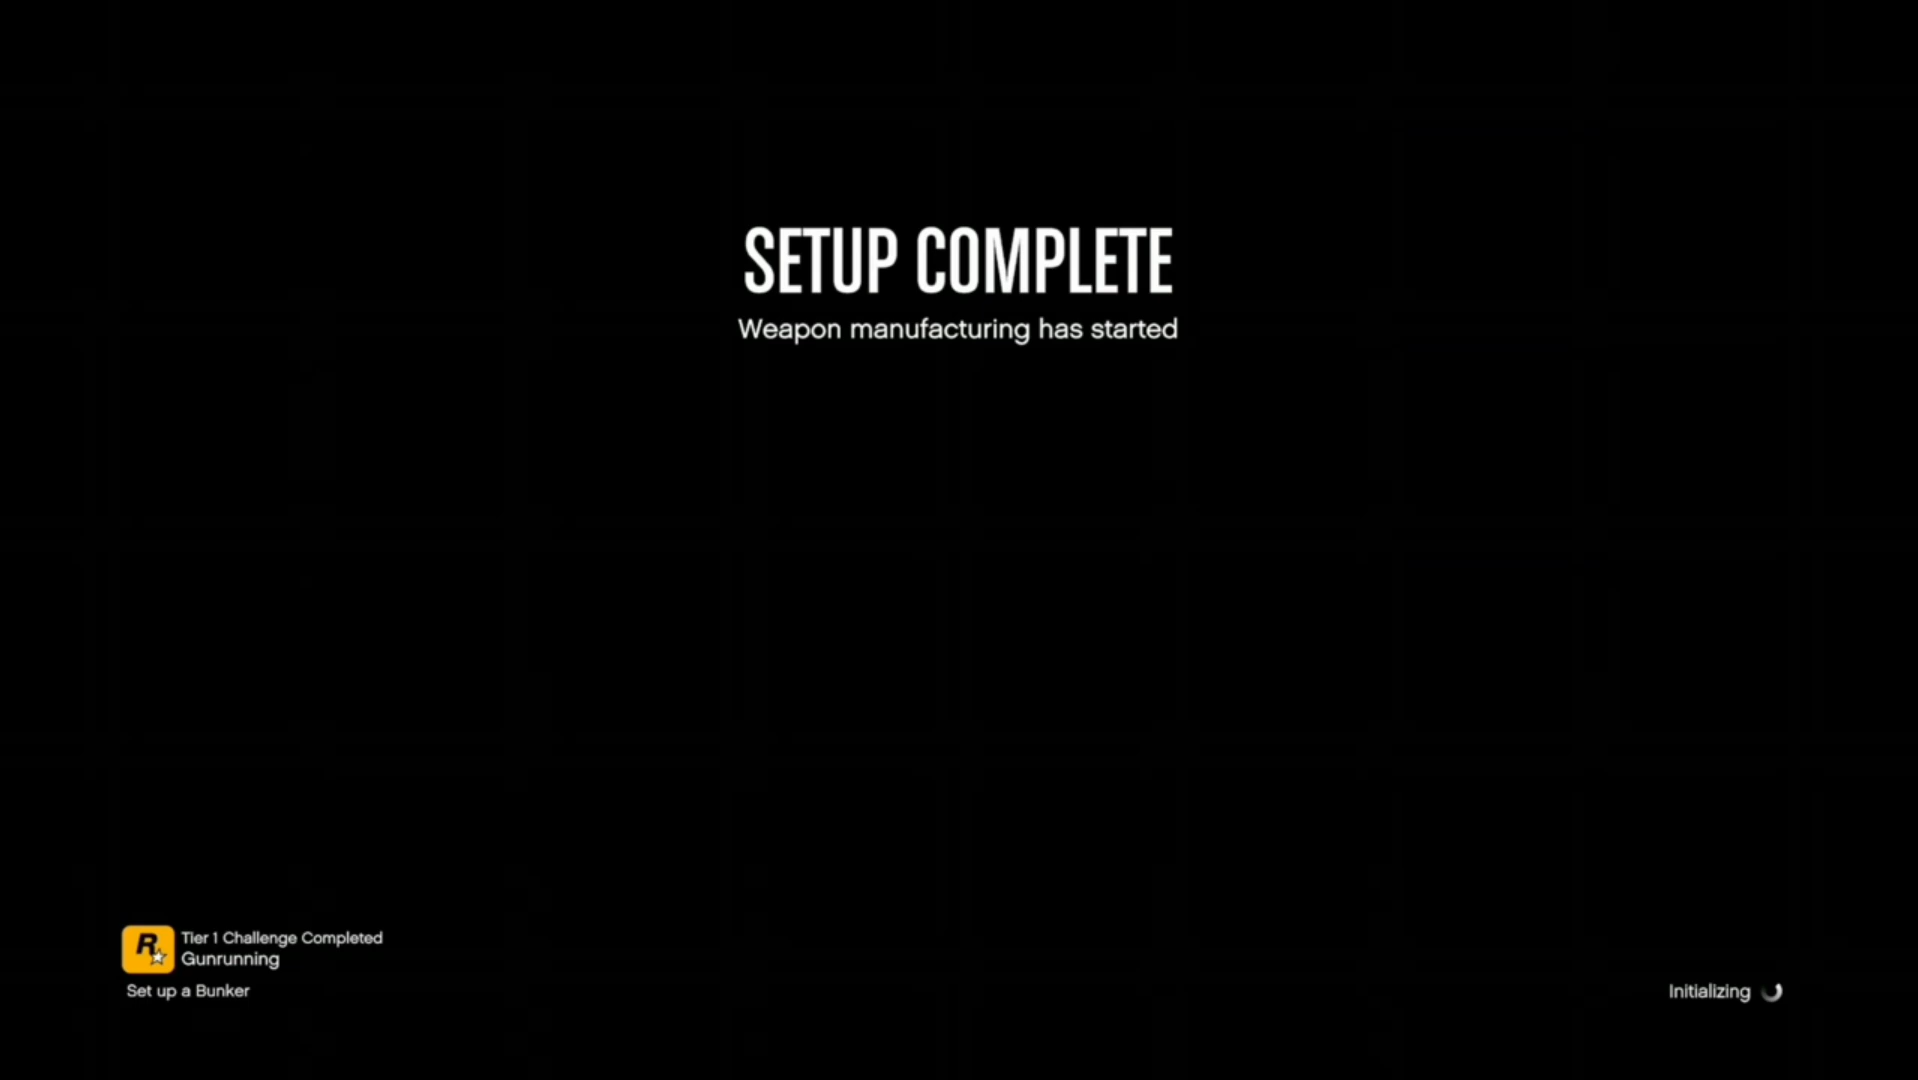 SETUP COMPLETE
Weapon manufacturing has started
R
Tier 1 Challenge Completed
Gunrunning
Set up a Bunker
Initializing